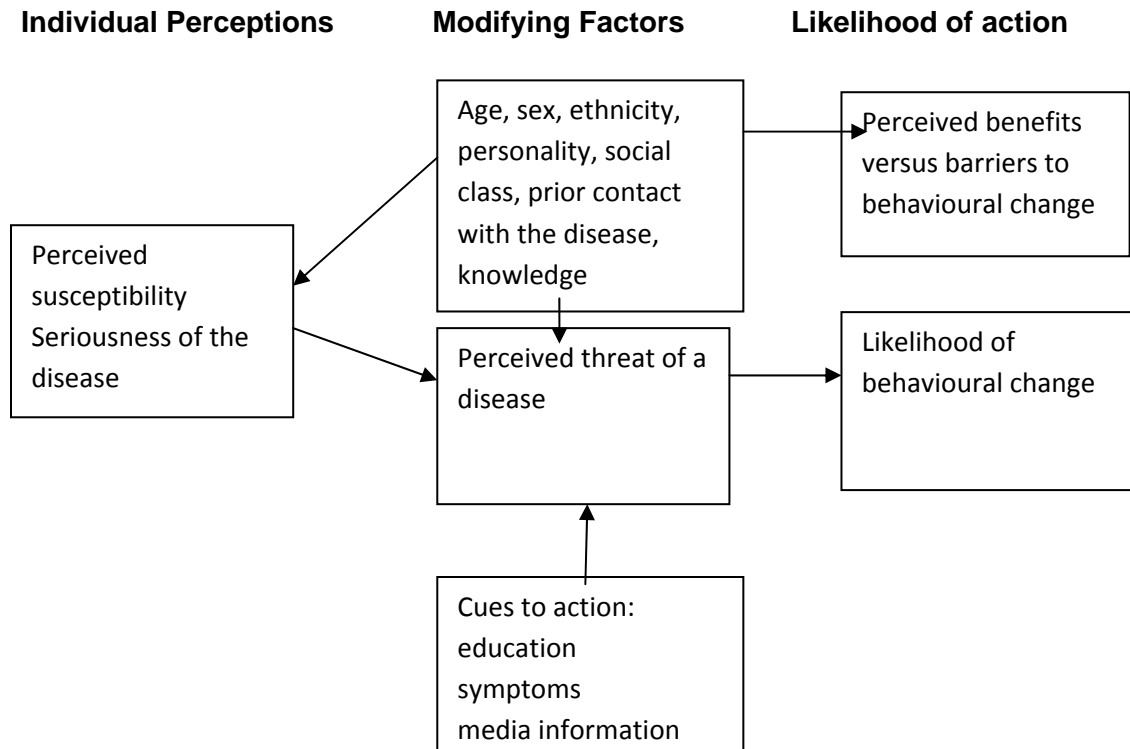 Individual Perceptions
Modifying Factors
Likelihood of action
Age, sex, ethnicity,
personality, social
class, prior contact
with the disease,
knowledge
Perceived benefits
versus barriers to
behavioural change
Perceived
susceptibility
Seriousness of the
disease
Perceived threat of a
disease
Likelihood of
behavioural change
Cues to action:
education
symptoms
media information